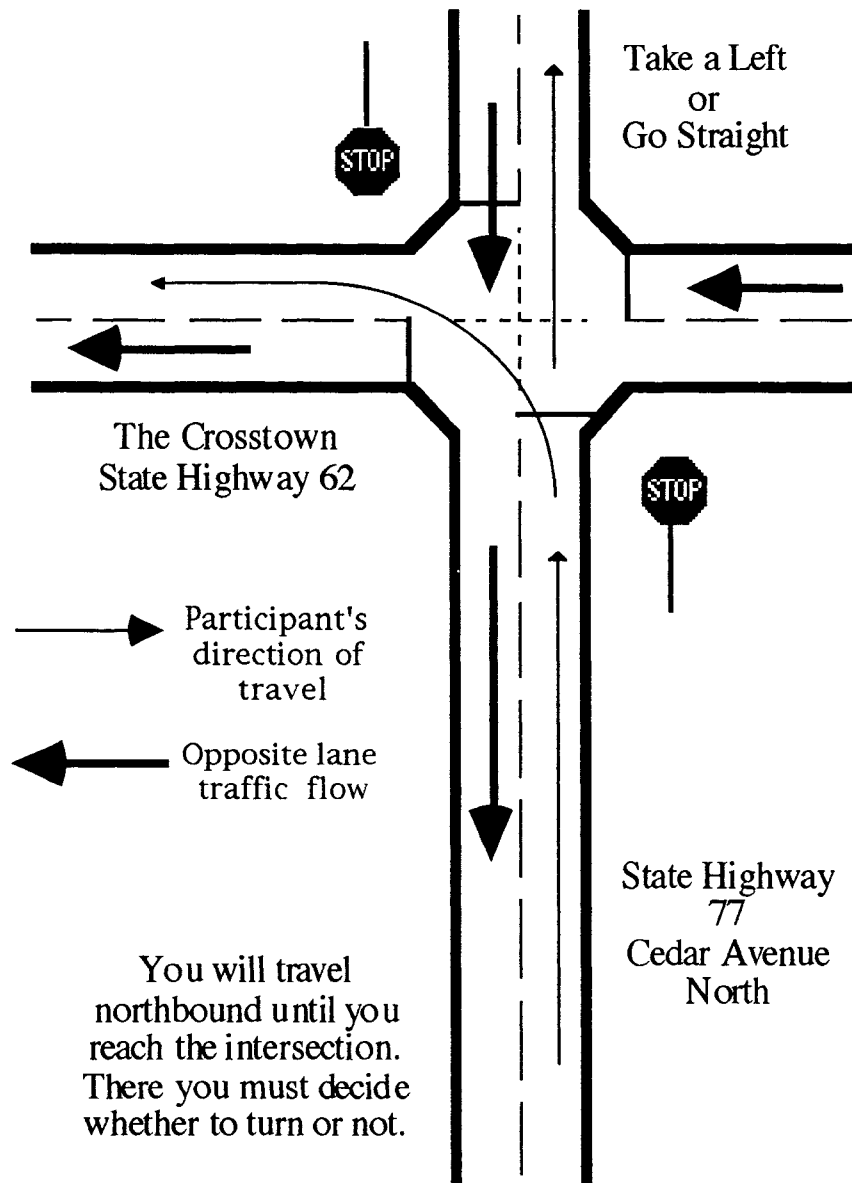 Take a Left
or
Go Straight
STOP
The Crosstown
State Highway 62
STOP
Participant's
direction of
travel
Opposite lane
traffic flow
State Highway
77
Cedar Avenue
North
You will travel
northbound until you
reach the intersection.
There you must decide
whether to turn or not.